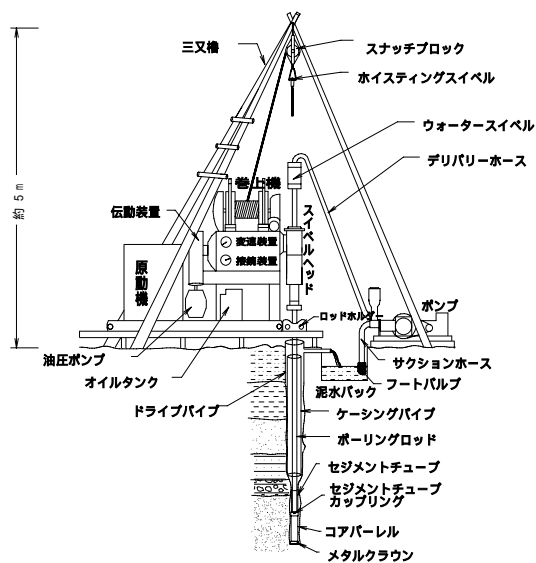 三又櫓
スナッチブロック
ホイスティングスイベル
ウォータースイベル
デリバリーホース
約５ｍ
巻上機
伝動装置
スイベルヘッド
変速装置
接続装置
原動機
ロッドホルダー
ポンプ
油圧ポンプ
オイルタンク
サクションホース
フートバルブ
泥水バック
ドライブパイプ
ケーシングパイプ
ボーリングロッド
セジメントチューブ
セジメントチューブ
カップリング
コアバーレル
メタルクラウン